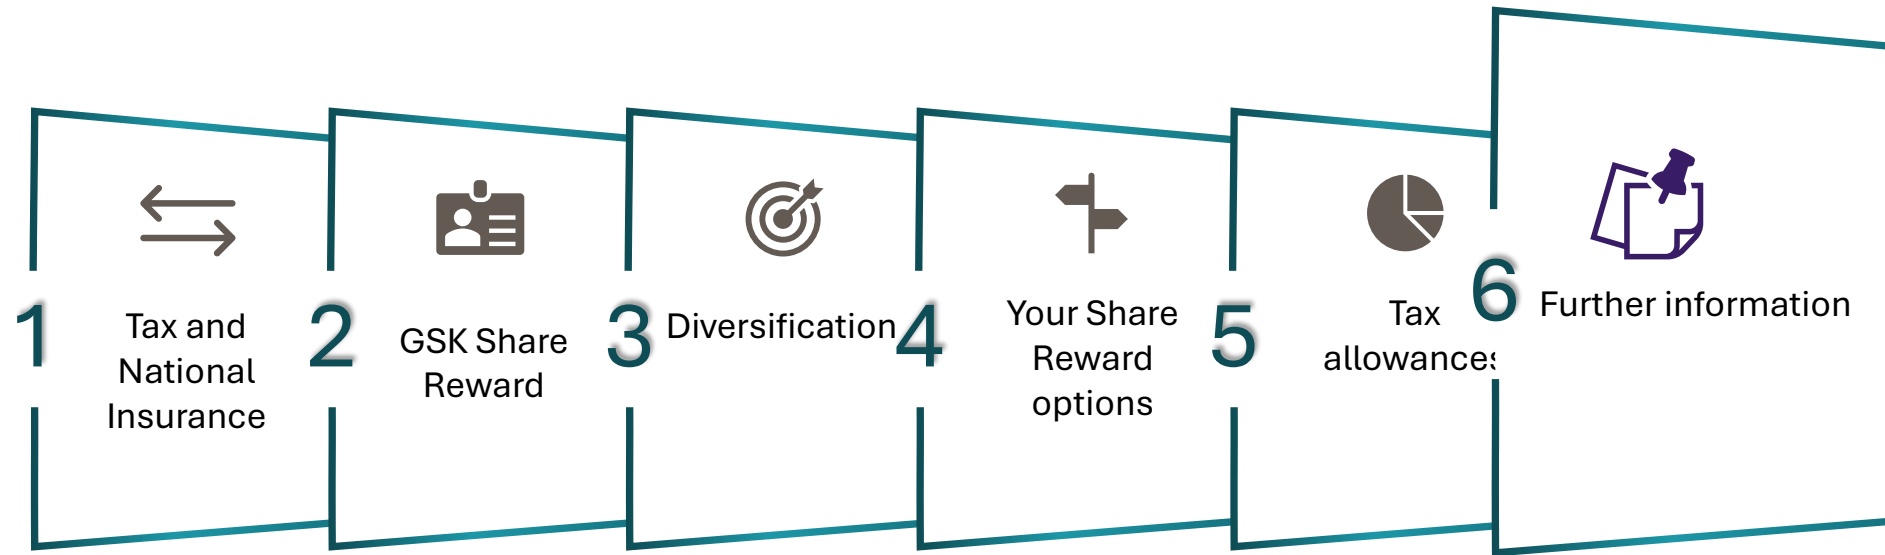 1
Tax and
National
Insurance
2
GSK Share
Reward
3
Diversification
4
Your Share
Reward
options
5
Tax
allowances
6
Further information